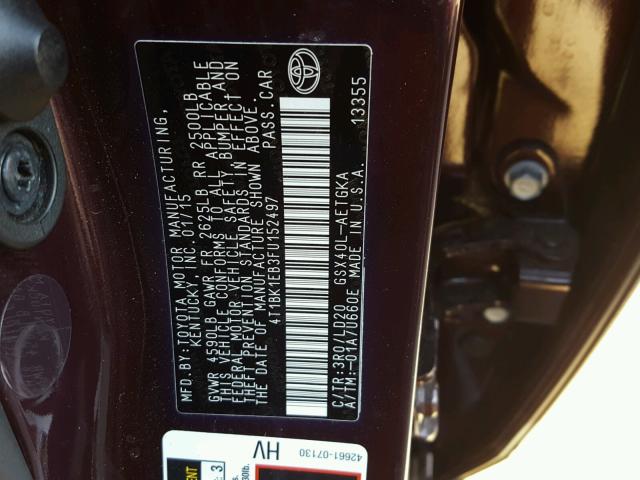 MFD.BY:TOYOTA MOTOR MANUFACTURING,
KENTUCKY, INC. 01/15
GVWR 4590LB GAWR FR 2625LB RR 2500LB
THIS VEHICLE CONFORMS TO ALL APPLICABLE
FEDERAL MOTOR VEHICLE SAFETY, BUMPER AND
THEFT PREVENTION STANDARDS IN EFFECT ON
THE DATE OF MANUFACTURE SHOWN ABOVE.
4T1BK1EB3FU152497 PASS.CAR
C/TR:3R0/LD20 GSX40L-AETGKA
A/TM:-01A/U660E MADE IN U.S.A. 13355
42661-07130
HV
3